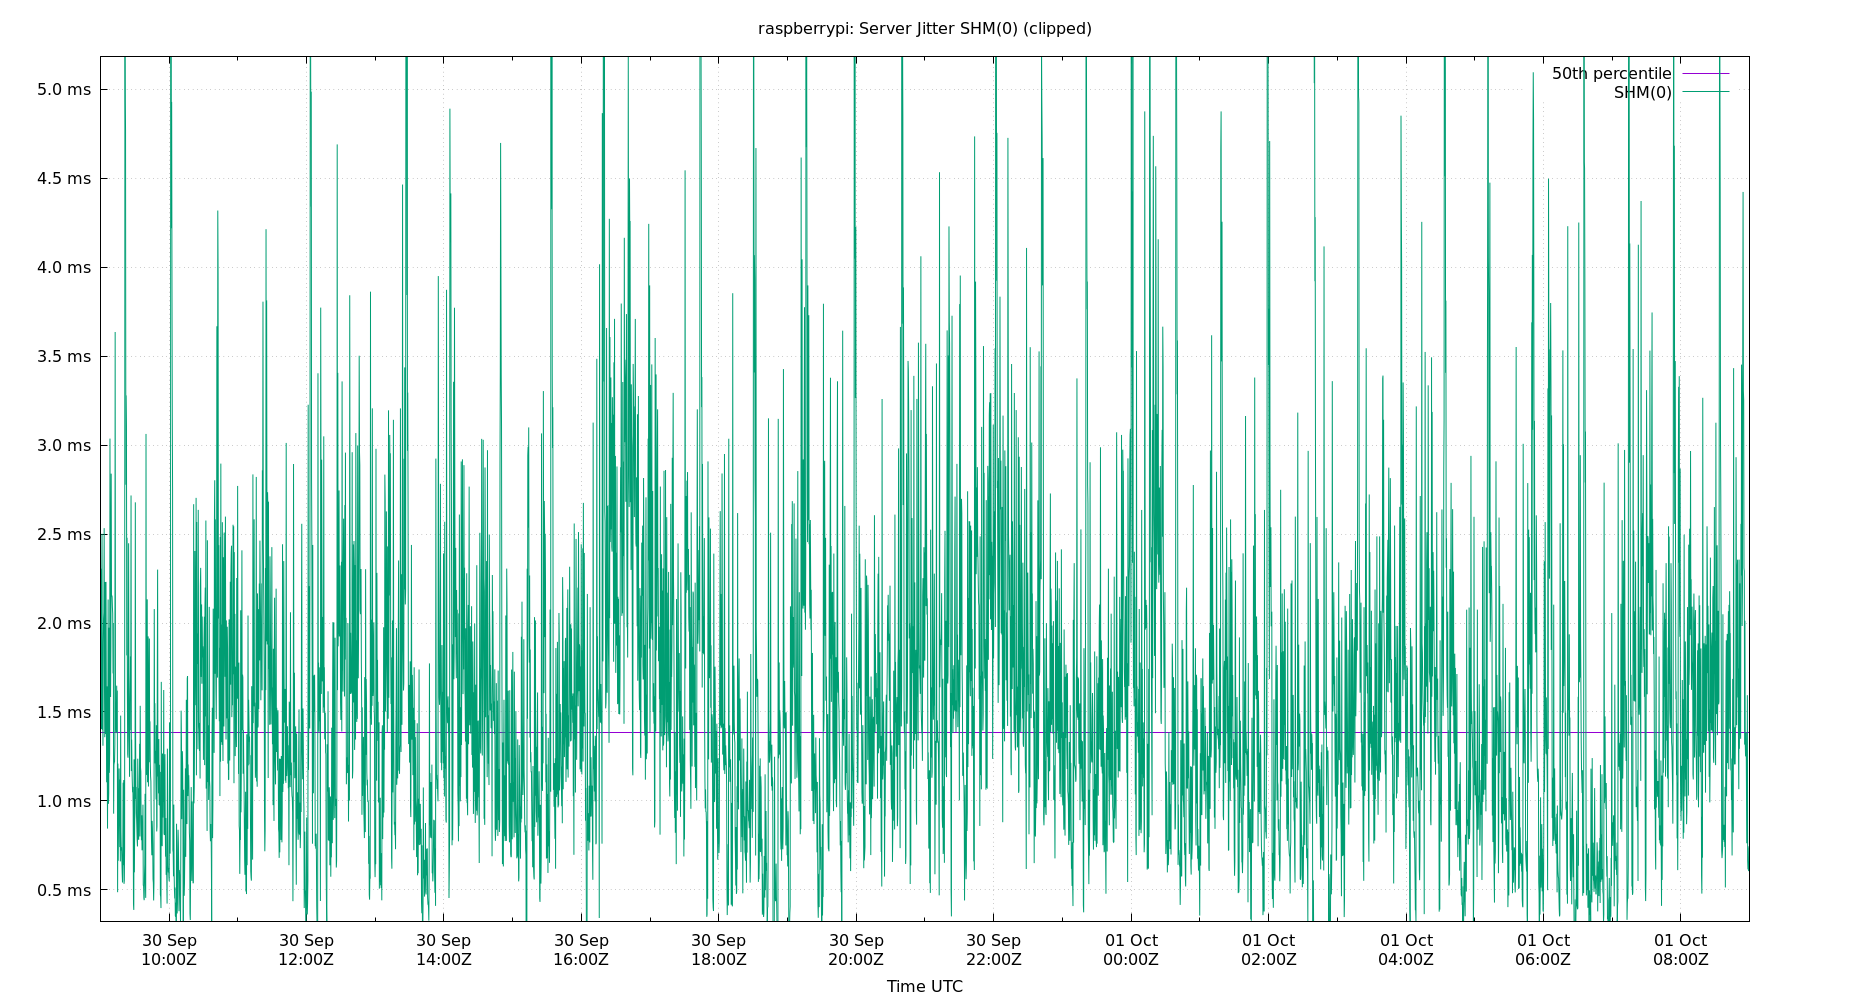 raspberrypi: Server Jitter SHM(0) (clipped)
50th percentile
SHM(0)
5.0 ms
4.5 ms
4.0 ms
3.5 ms
3.0 ms
2.5 ms
2.0 ms
1.5 ms
1.0 ms
0.5 ms
30 Sep 30 Sep 30 Sep 30 Sep 30 Sep 30 Sep 30 Sep 01 Oct 01 Oct 01 Oct 01 Oct 01 Oct
10:00Z 12:00Z 14:00Z 16:00Z 18:00Z 20:00Z 22:00Z 00:00Z 02:00Z 04:00Z 06:00Z 08:00Z
Time UTC